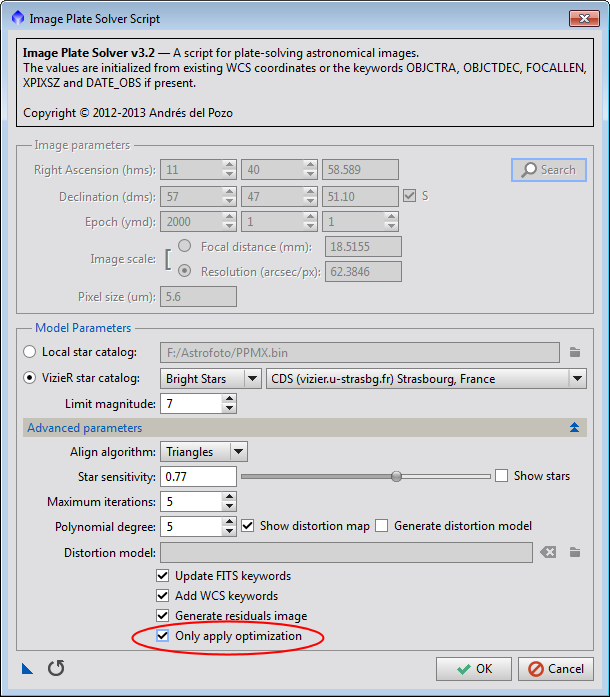 Image Plate Solver Script
Image Plate Solver v3.2 — A script for plate-solving astronomical images.
The values are initialized from existing WCS coordinates or the keywords OBJCTRA, OBJCTDEC, FOCALLEN,
XPIXSZ and DATE_OBS if present.
Copyright © 2012-2013 Andrés del Pozo
Image parameters
Right Ascension (hms): 11 40 58.589 Search
Declination (dms): 57 47 51.10 S
Epoch (ymd): 2000 1 1
Image scale: Focal distance (mm): 18.5155
Resolution (arcsec/px): 62.3846
Pixel size (um): 5.6
Model Parameters
Local star catalog: F:/Astrofoto/PPMX.bin
VizieR star catalog: Bright Stars CDS (vizier.u-strasbg.fr) Strasbourg, France
Limit magnitude: 7
Advanced parameters
Align algorithm: Triangles
Star sensitivity: 0.77 Show stars
Maximum iterations: 5
Polynomial degree: 5 Show distortion map Generate distortion model
Distortion model:
Update FITS keywords
Add WCS keywords
Generate residuals image
Only apply optimization
OK Cancel